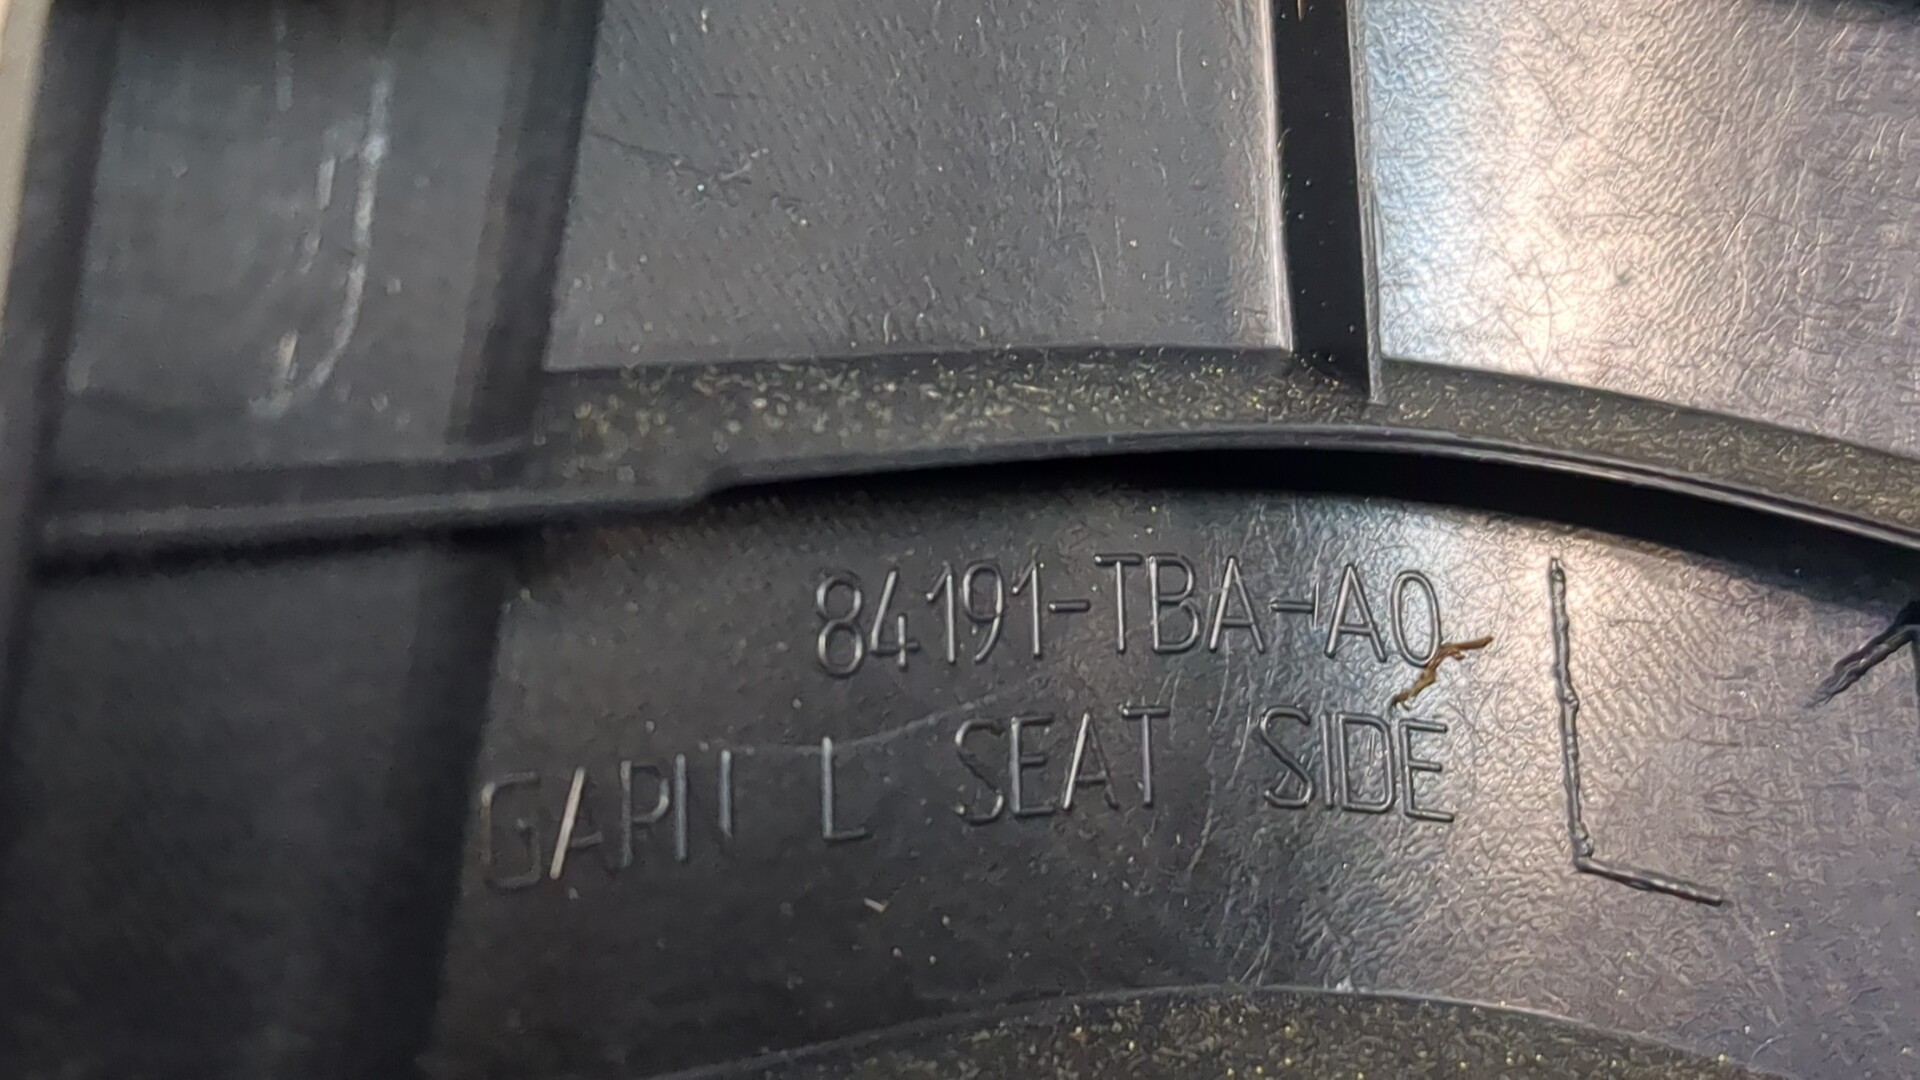 84191-TBA-A0
GAPIT L SEAT SIDE
L